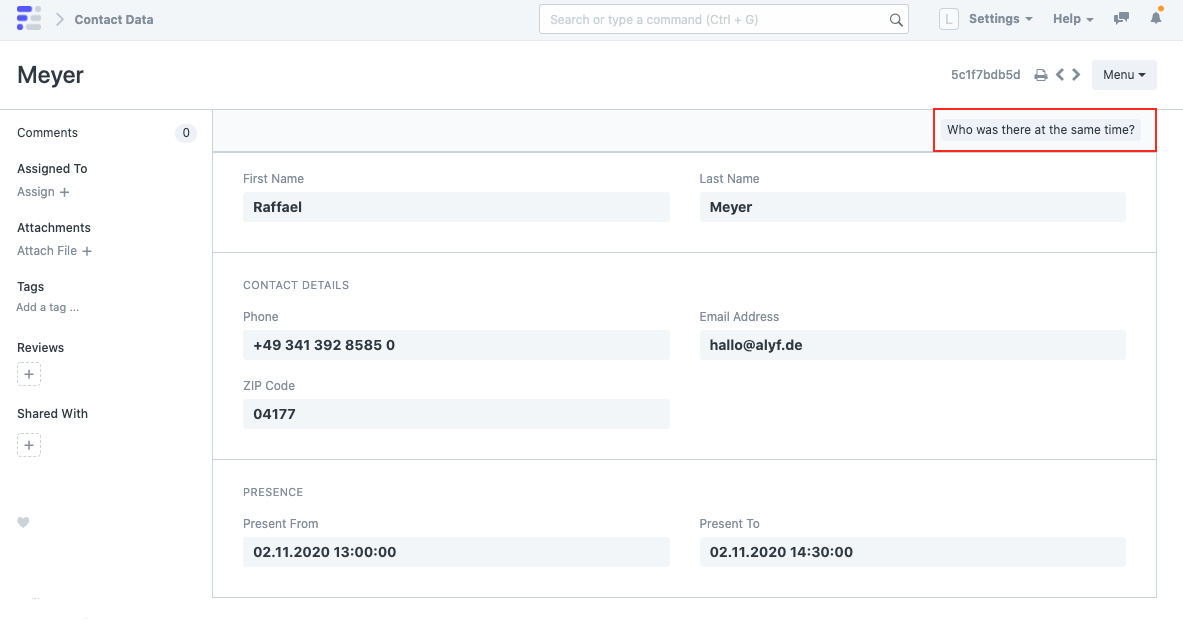 Contact Data
Search or type a command (Ctrl + G)
L
Settings
Help
Meyer
5c1f7bdb5d
Menu
Comments
0
Assigned To
Assign +
Attachments
Attach File +
Tags
Add a tag ...
Reviews
+
Shared With
+
Who was there at the same time?
First Name
Last Name
Raffael
Meyer
CONTACT DETAILS
Phone
Email Address
+49 341 392 8585 0
hallo@alyf.de
ZIP Code
04177
PRESENCE
Present From
Present To
02.11.2020 13:00:00
02.11.2020 14:30:00